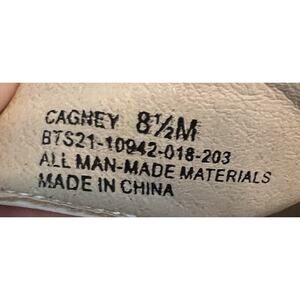 CAGNEY 8½M
BTS21-10942-018-203
ALL MAN-MADE MATERIALS
MADE IN CHINA